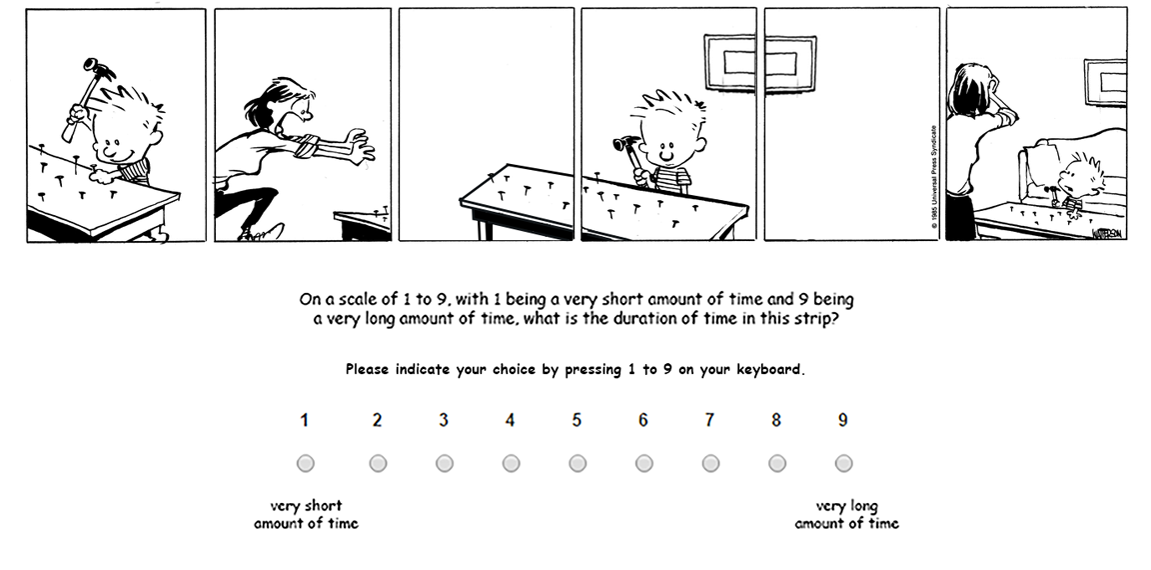 © 1985 Universal Press Syndicate
WATTERSON
On a scale of 1 to 9, with 1 being a very short amount of time and 9 being
a very long amount of time, what is the duration of time in this strip?
Please indicate your choice by pressing 1 to 9 on your keyboard.
1 2 3 4 5 6 7 8 9
very short
amount of time
very long
amount of time